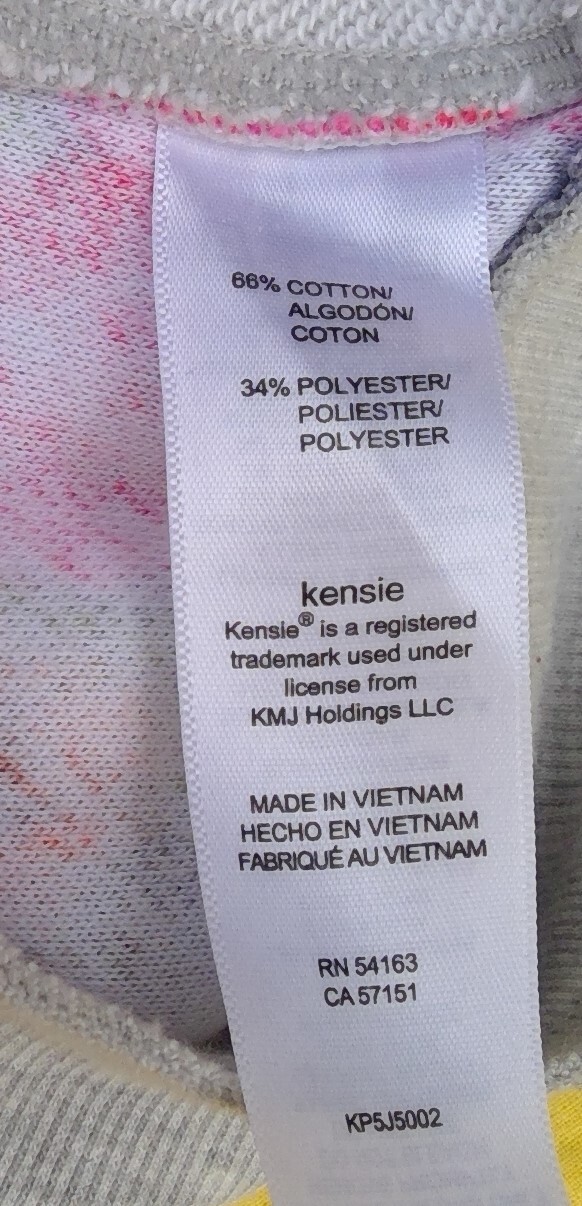 66% COTTON/
ALGODÓN/
COTON
34% POLYESTER/
POLIESTER/
POLYESTER
kensie
Kensie® is a registered
trademark used under
license from
KMJ Holdings LLC
MADE IN VIETNAM
HECHO EN VIETNAM
FABRIQUÉ AU VIETNAM
RN 54163
CA 57151
KP5J5002